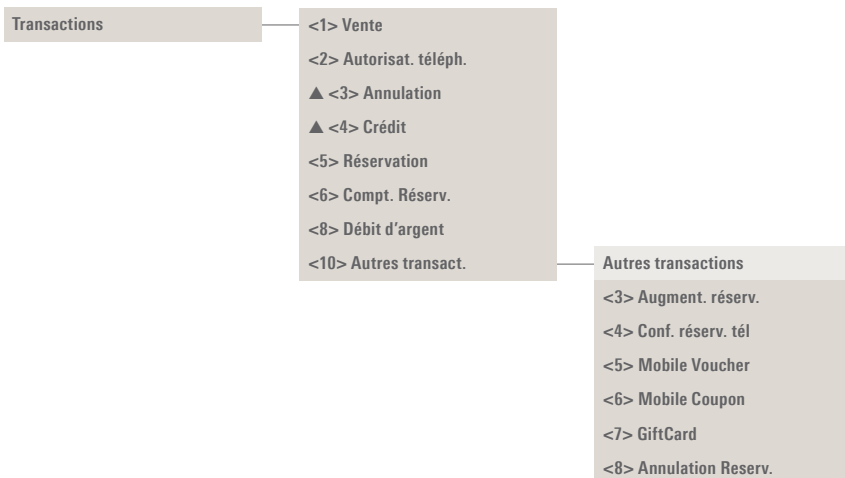 Transactions
<1> Vente
<2> Autorisat. téléph.
▲ <3> Annulation
▲ <4> Crédit
<5> Réservation
<6> Compt. Réserv.
<8> Débit d’argent
<10> Autres transact.
Autres transactions
<3> Augment. réserv.
<4> Conf. réserv. tél
<5> Mobile Voucher
<6> Mobile Coupon
<7> GiftCard
<8> Annulation Reserv.